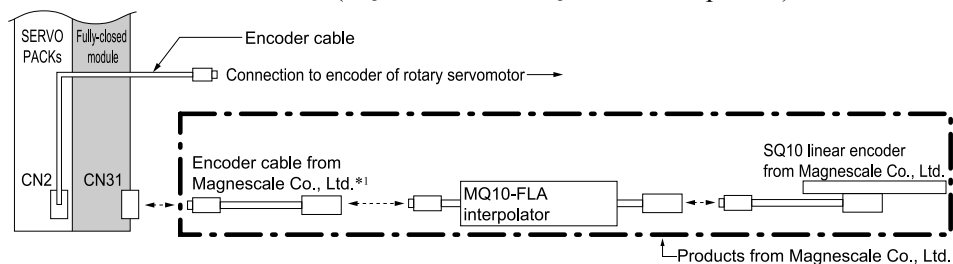 SERVO
PACKs
Fully-closed
module
Encoder cable
Connection to encoder of rotary servomotor
CN2
CN31
Encoder cable from
Magnescale Co., Ltd.*1
MQ10-FLA
interpolator
SQ10 linear encoder
from Magnescale Co., Ltd.
Products from Magnescale Co., Ltd.